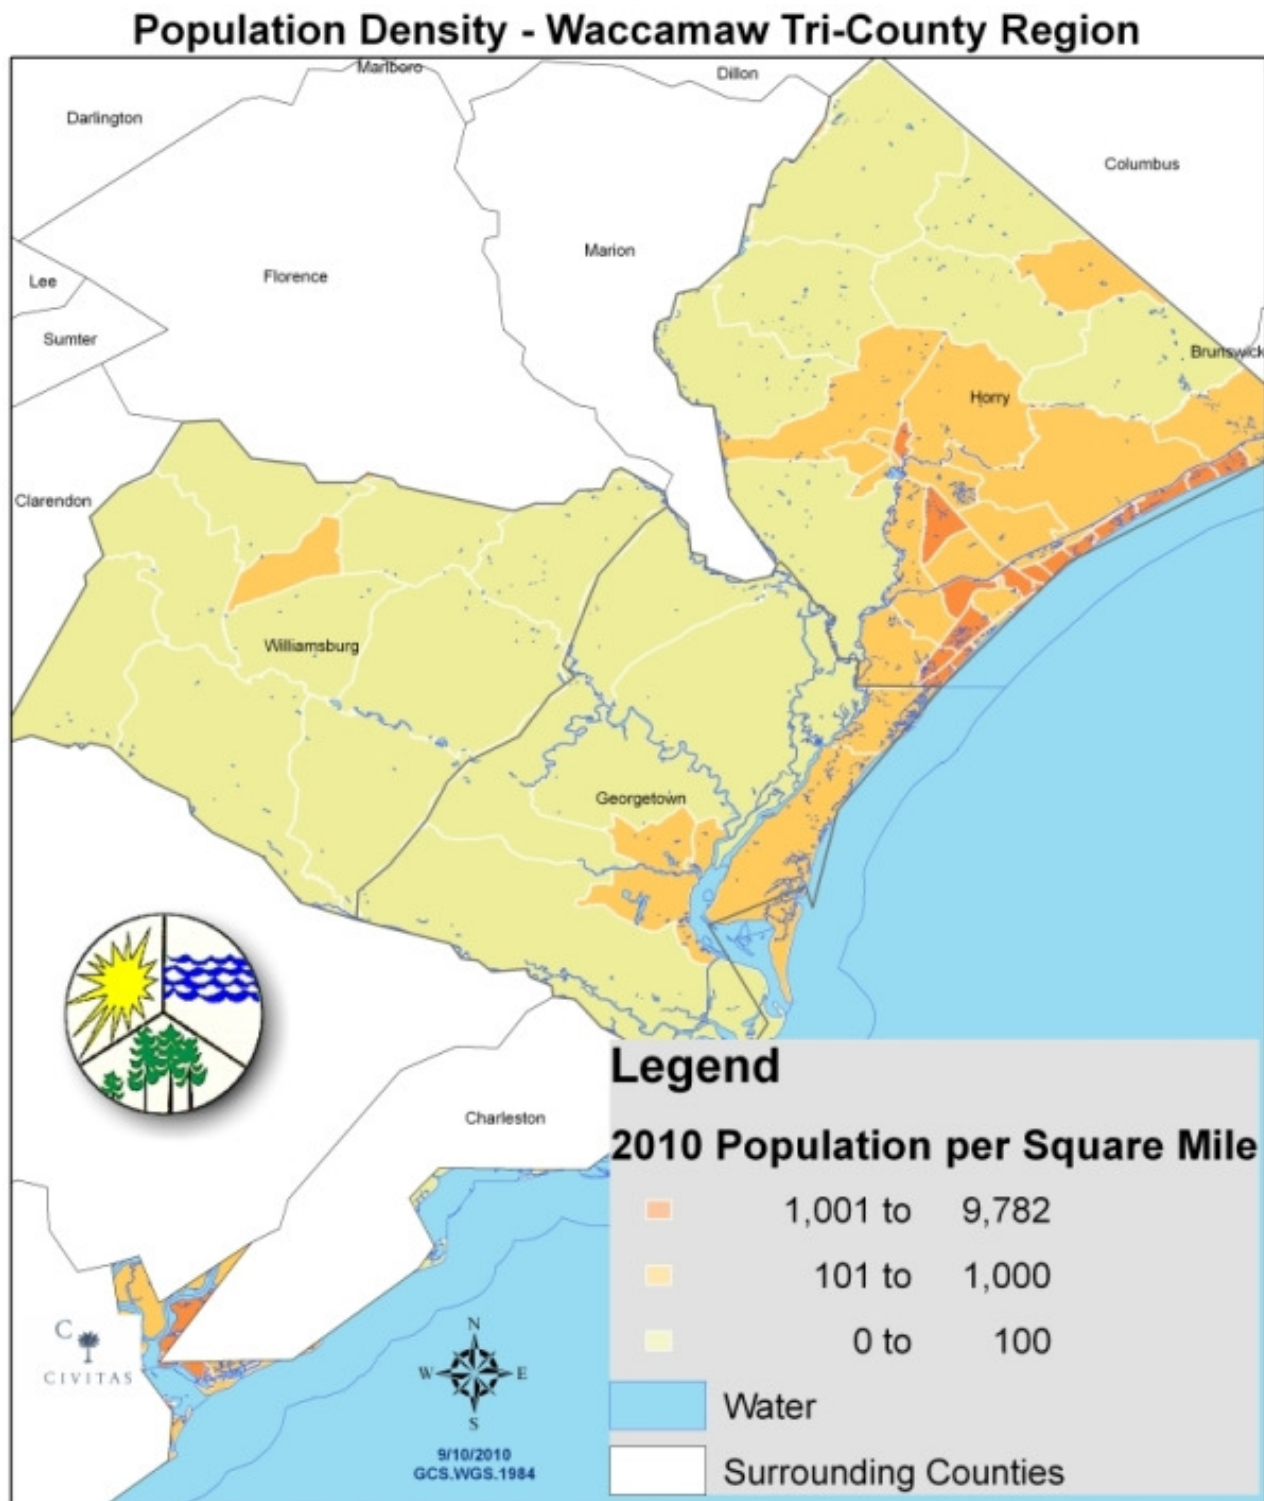 Population Density - Waccamaw Tri-County Region
Marlboro
Dillon
Darlington
Columbus
Marion
Florence
Lee
Sumter
Brunswick
Horry
Clarendon
Williamsburg
Georgetown
Charleston
Legend
2010 Population per Square Mile
1,001 to 9,782
101 to 1,000
0 to 100
Water
Surrounding Counties
C
CIVITAS
N
W E
S
9/10/2010
GCS.WGS.1984